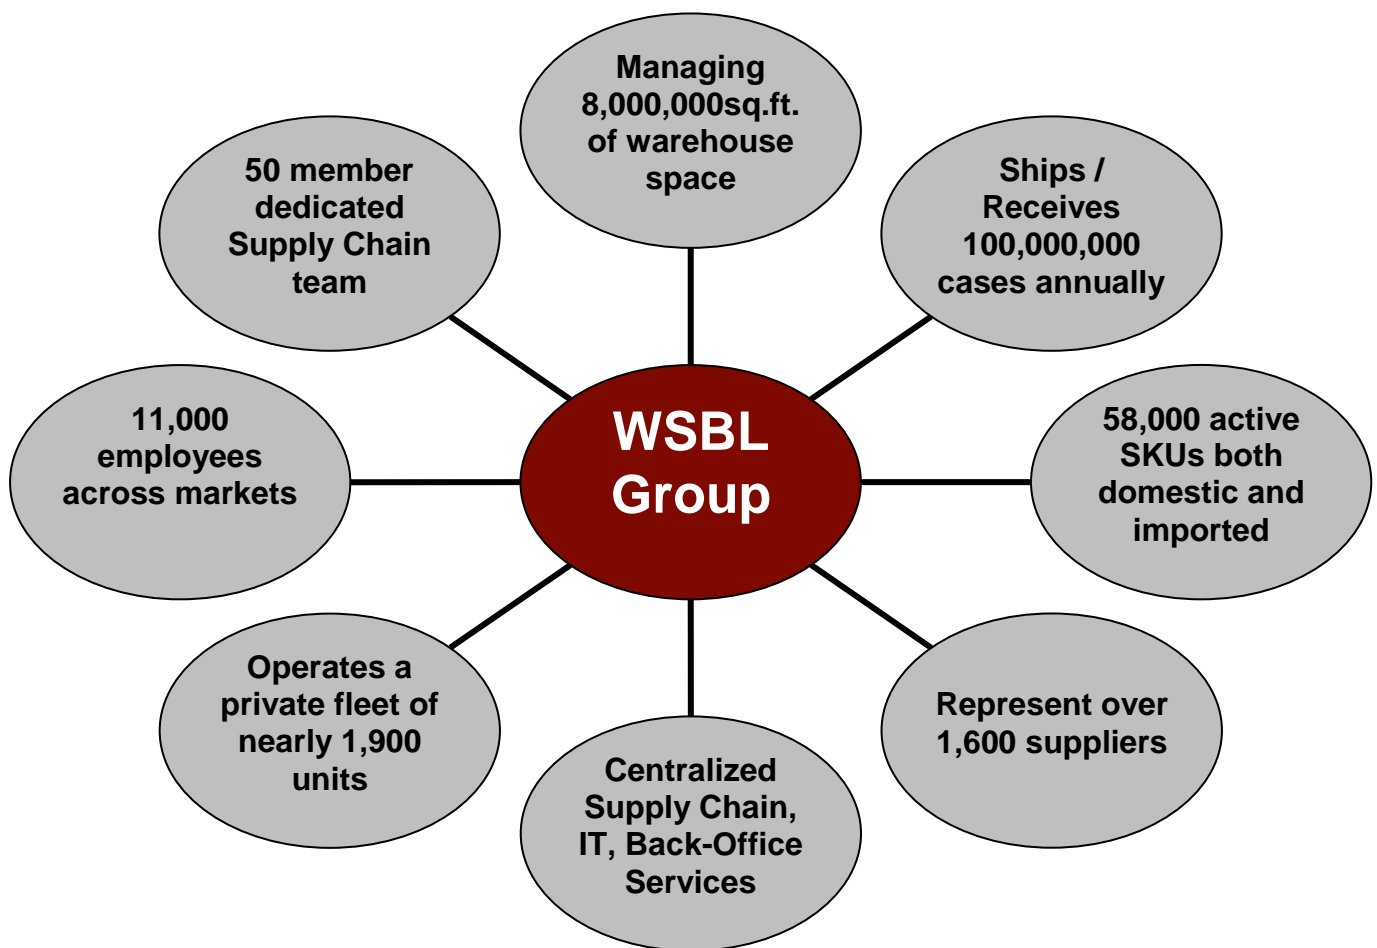 Managing
8,000,000sq.ft.
of warehouse
space
50 member
dedicated
Supply Chain
team
Ships /
Receives
100,000,000
cases annually
11,000
employees
across markets
WSBL
Group
58,000 active
SKUs both
domestic and
imported
Operates a
private fleet of
nearly 1,900
units
Represent over
1,600 suppliers
Centralized
Supply Chain,
IT, Back-Office
Services